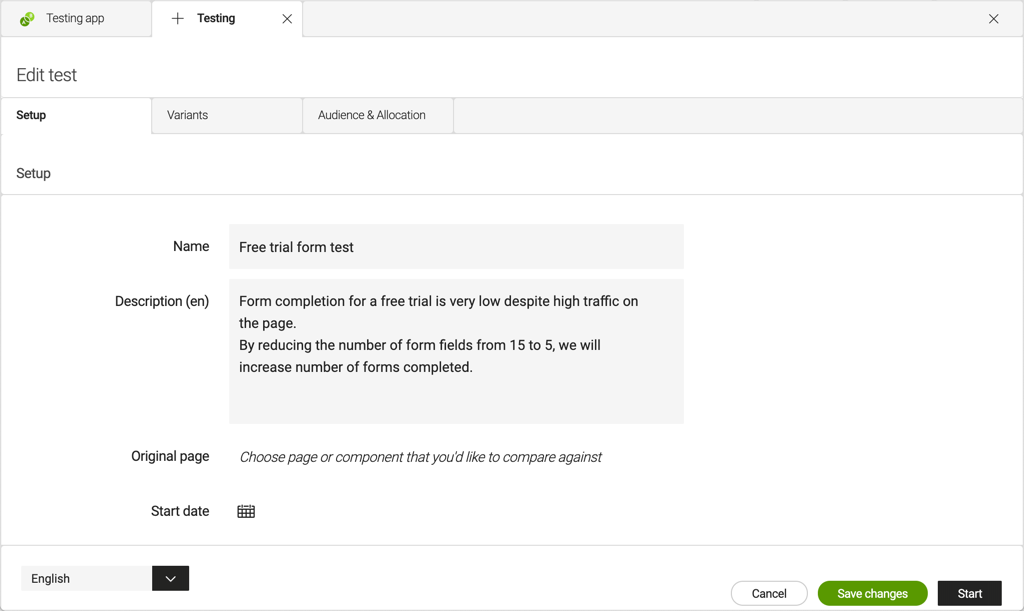 Testing app
Testing
Edit test
Setup
Variants
Audience & Allocation
Setup
Name
Free trial form test
Description (en)
Form completion for a free trial is very low despite high traffic on
the page.
By reducing the number of form fields from 15 to 5, we will
increase number of forms completed.
Original page
Choose page or component that you'd like to compare against
Start date
English
Cancel
Save changes
Start